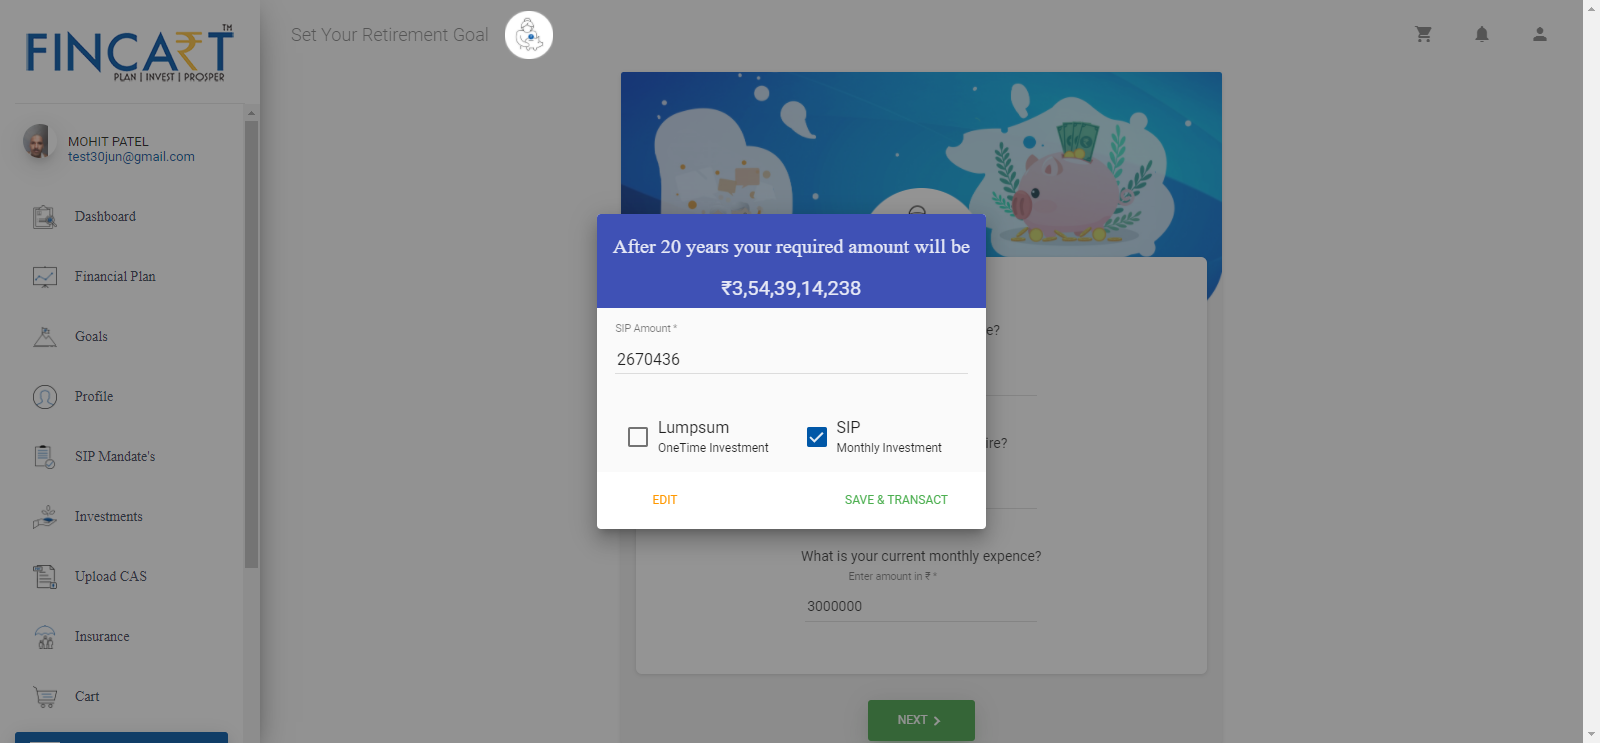 FINCART
TM
PLAN | INVEST | PROSPER
MOHIT PATEL
test30jun@gmail.com
Dashboard
Financial Plan
Goals
Profile
SIP Mandate's
Investments
Upload CAS
Insurance
Cart
Set Your Retirement Goal
After 20 years your required amount will be
₹3,54,39,14,238
SIP Amount *
2670436
Lumpsum
OneTime Investment
SIP
Monthly Investment
EDIT
SAVE & TRANSACT
e?
ire?
What is your current monthly expence?
Enter amount in ₹ *
3000000
NEXT